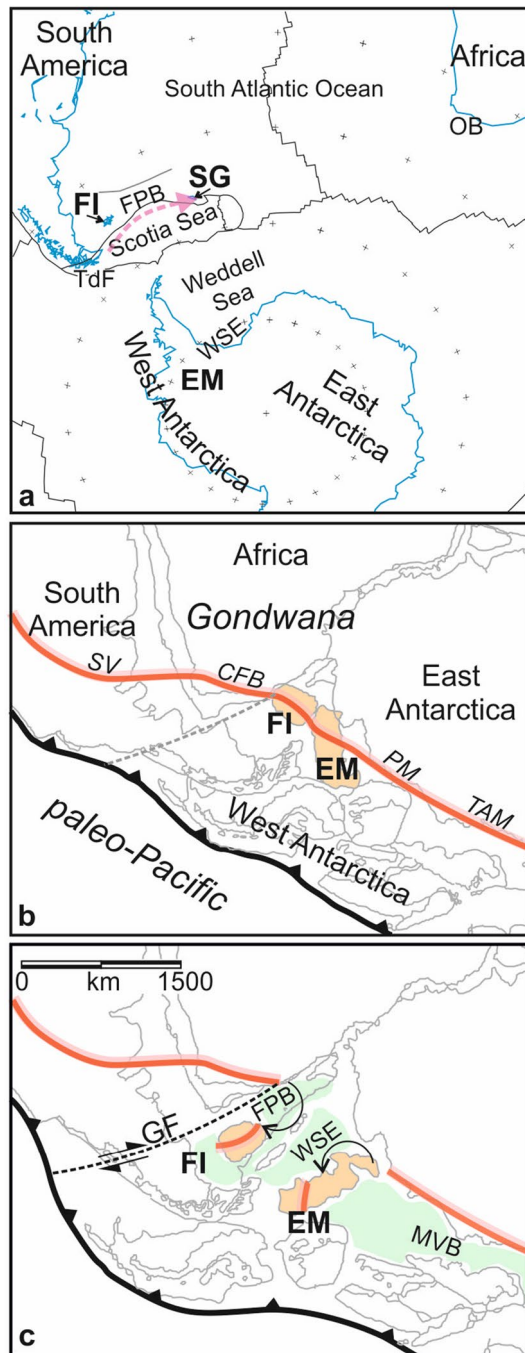 South
America
Africa
South Atlantic Ocean
OB
SG
FI
FPB
Scotia Sea
TdF
Weddell
Sea
WSE
EM
West Antarctica
East
Antarctica
a
Africa
South
America
Gondwana
SV
CFB
East
Antarctica
FI
EM
PM
TAM
West Antarctica
paleo-Pacific
b
0
km
1500
GF
FPB
WSE
FI
EM
MVB
c